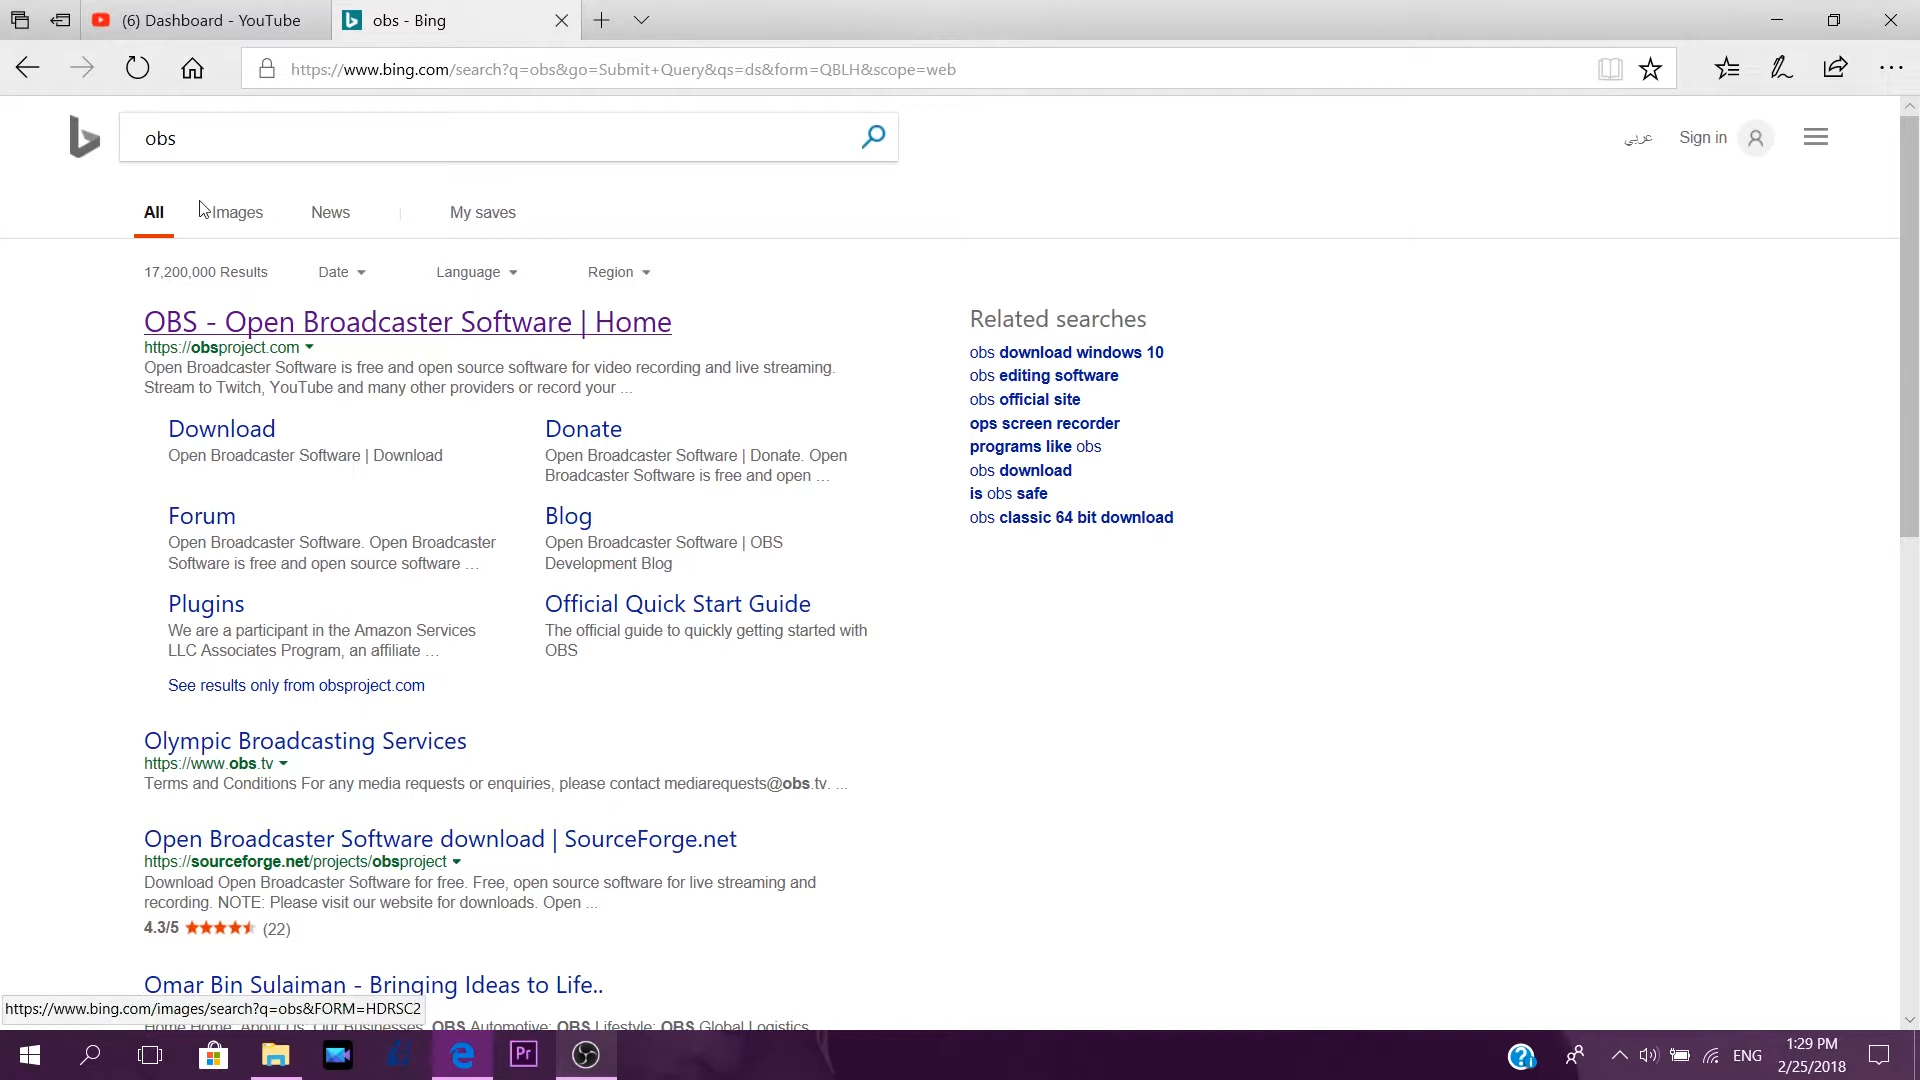 (6) Dashboard - YouTube
obs - Bing
https://www.bing.com/search?q=obs&go=Submit+Query&qs=ds&form=QBLH&scope=web
obs
عربي
Sign in
All
Images
News
My saves
17,200,000 Results
Date
Language
Region
OBS - Open Broadcaster Software | Home
https://obsproject.com
Open Broadcaster Software is free and open source software for video recording and live streaming.
Stream to Twitch, YouTube and many other providers or record your ...
Download
Open Broadcaster Software | Download
Donate
Open Broadcaster Software | Donate. Open
Broadcaster Software is free and open …
Forum
Open Broadcaster Software. Open Broadcaster
Software is free and open source software …
Blog
Open Broadcaster Software | OBS
Development Blog
Plugins
We are a participant in the Amazon Services
LLC Associates Program, an affiliate …
Official Quick Start Guide
The official guide to quickly getting started with
OBS
See results only from obsproject.com
Olympic Broadcasting Services
https://www.obs.tv
Terms and Conditions For any media requests or enquiries, please contact mediarequests@obs.tv. ...
Open Broadcaster Software download | SourceForge.net
https://sourceforge.net/projects/obsproject
Download Open Broadcaster Software for free. Free, open source software for live streaming and
recording. NOTE: Please visit our website for downloads. Open ...
4.3/5
(22)
Omar Bin Sulaiman - Bringing Ideas to Life..
Home Home; About Us; Our Businesses. OBS Automotive; OBS Lifestyle; OBS Global Logistics
Related searches
obs download windows 10
obs editing software
obs official site
ops screen recorder
programs like obs
obs download
is obs safe
obs classic 64 bit download
https://www.bing.com/images/search?q=obs&FORM=HDRSC2
Pr
ENG
1:29 PM
2/25/2018